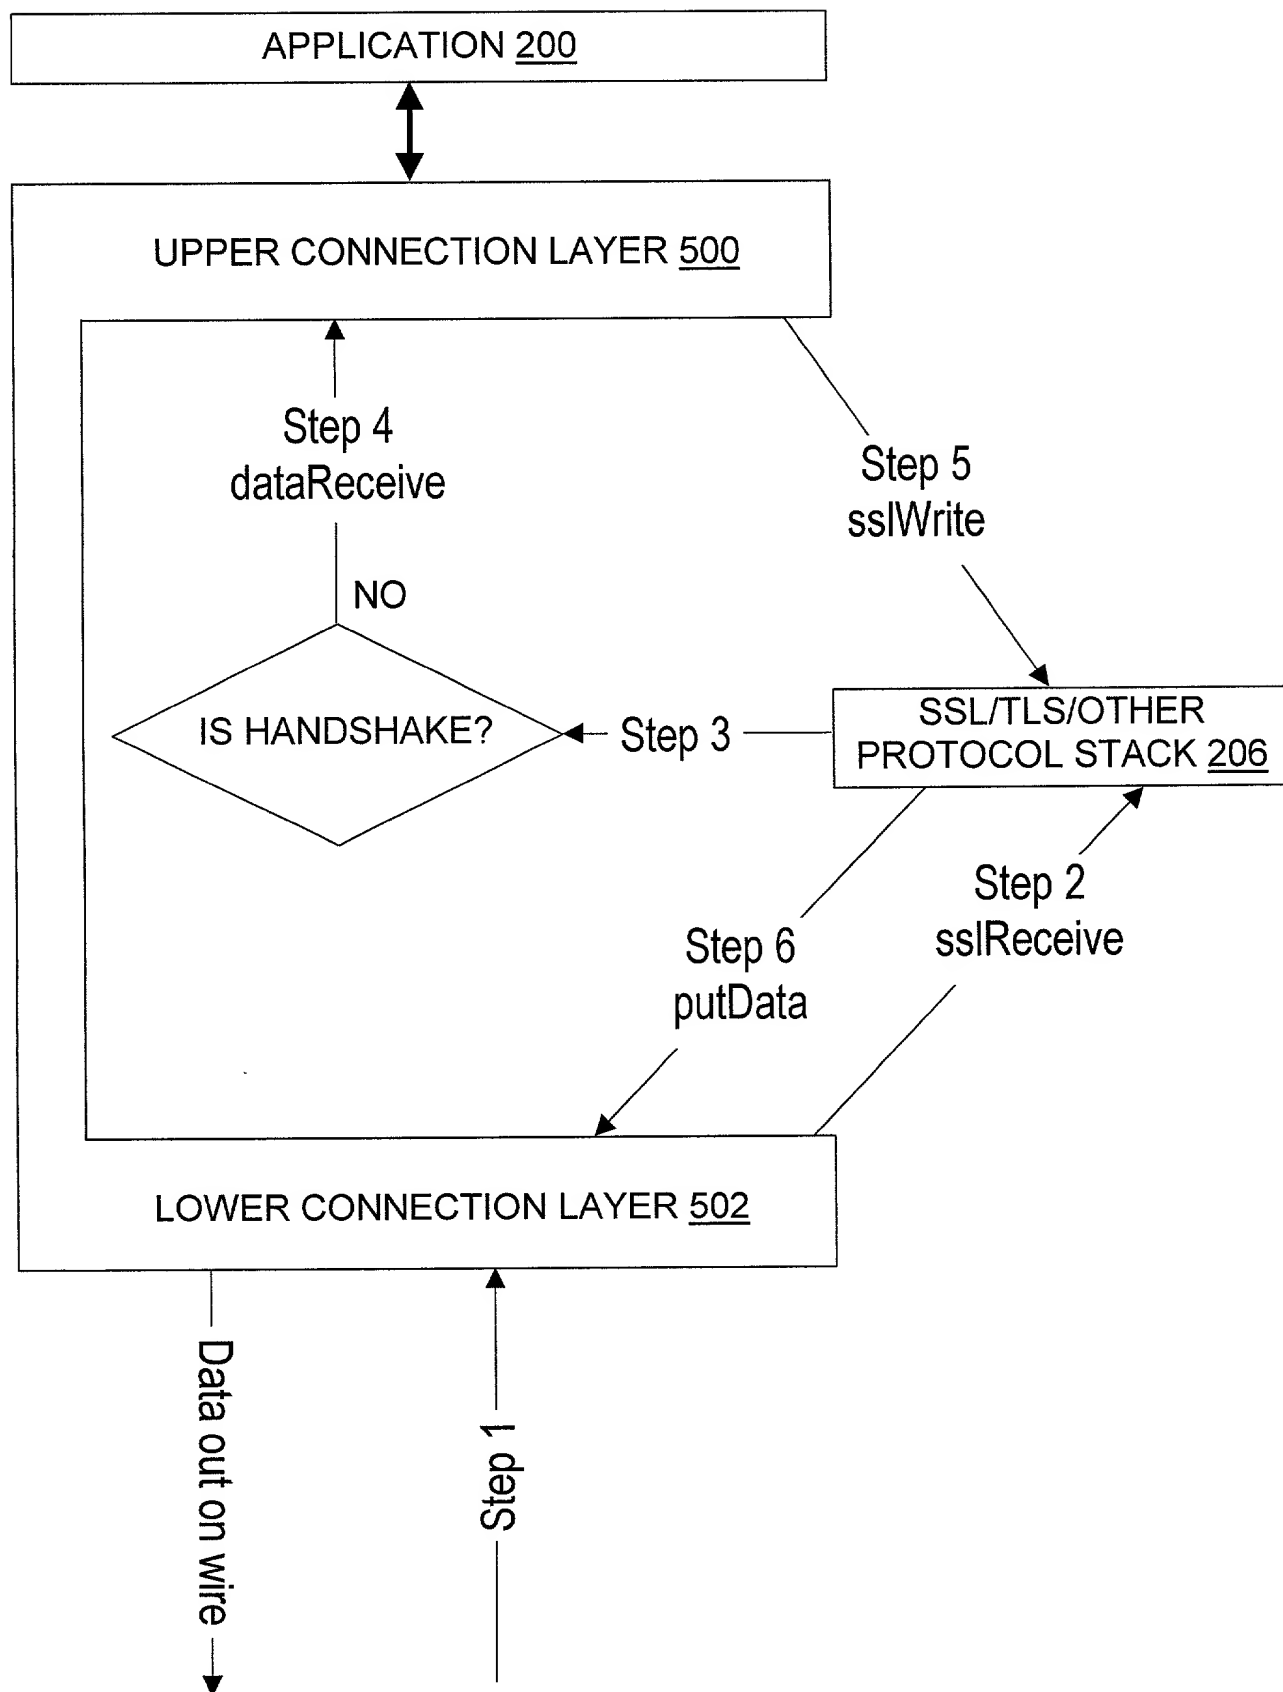 APPLICATION 200
UPPER CONNECTION LAYER 500
Step 4
dataReceive
Step 5
sslWrite
NO
IS HANDSHAKE?
Step 3
SSL/TLS/OTHER
PROTOCOL STACK 206
Step 2
sslReceive
Step 6
putData
LOWER CONNECTION LAYER 502
Data out on wire
Step 1